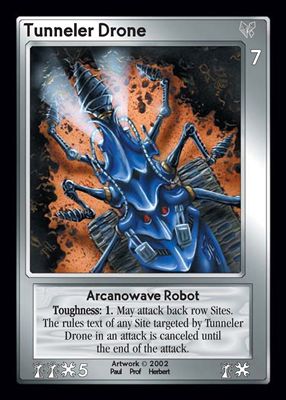 Tunneler Drone
7
Arcanowave Robot
Toughness: 1. May attack back row Sites.
The rules text of any Site targeted by Tunneler
Drone in an attack is canceled until
the end of the attack.
5
Artwork © 2002
Paul Prof Herbert